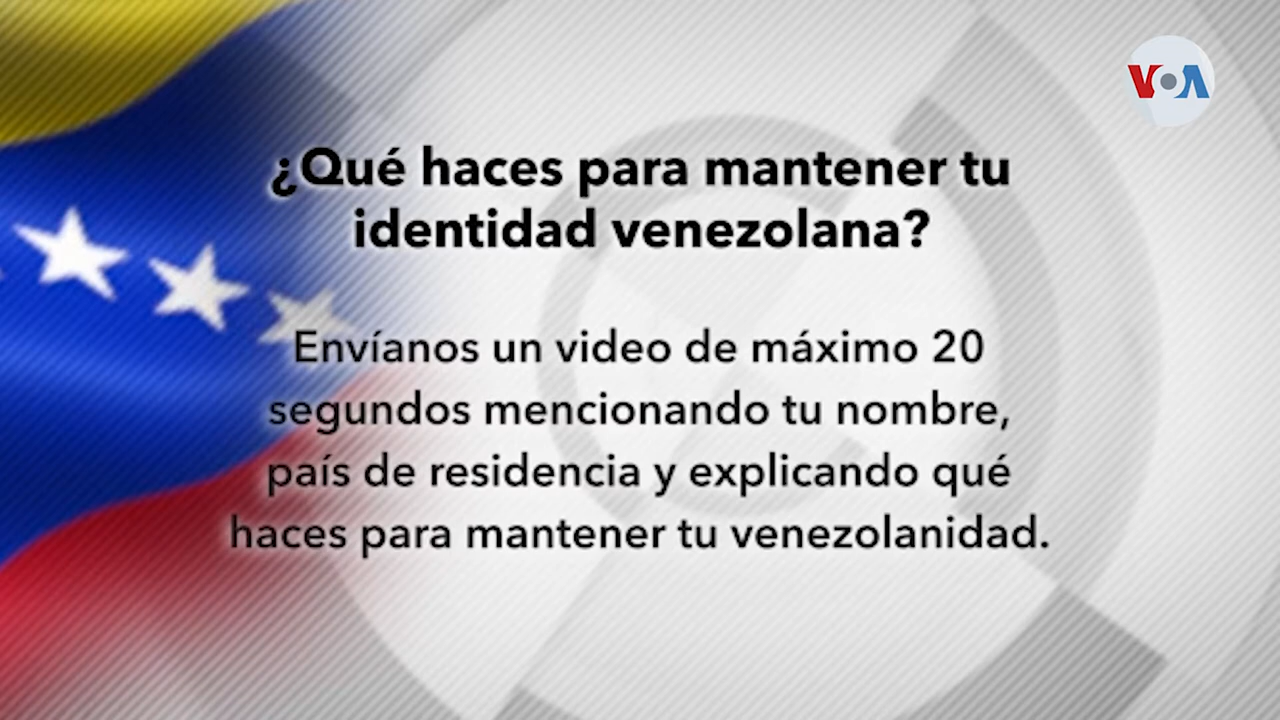 VOA
¿Qué haces para mantener tu
identidad venezolana?
Envíanos un video de máximo 20
segundos mencionando tu nombre,
país de residencia y explicando qué
haces para mantener tu venezolanidad.